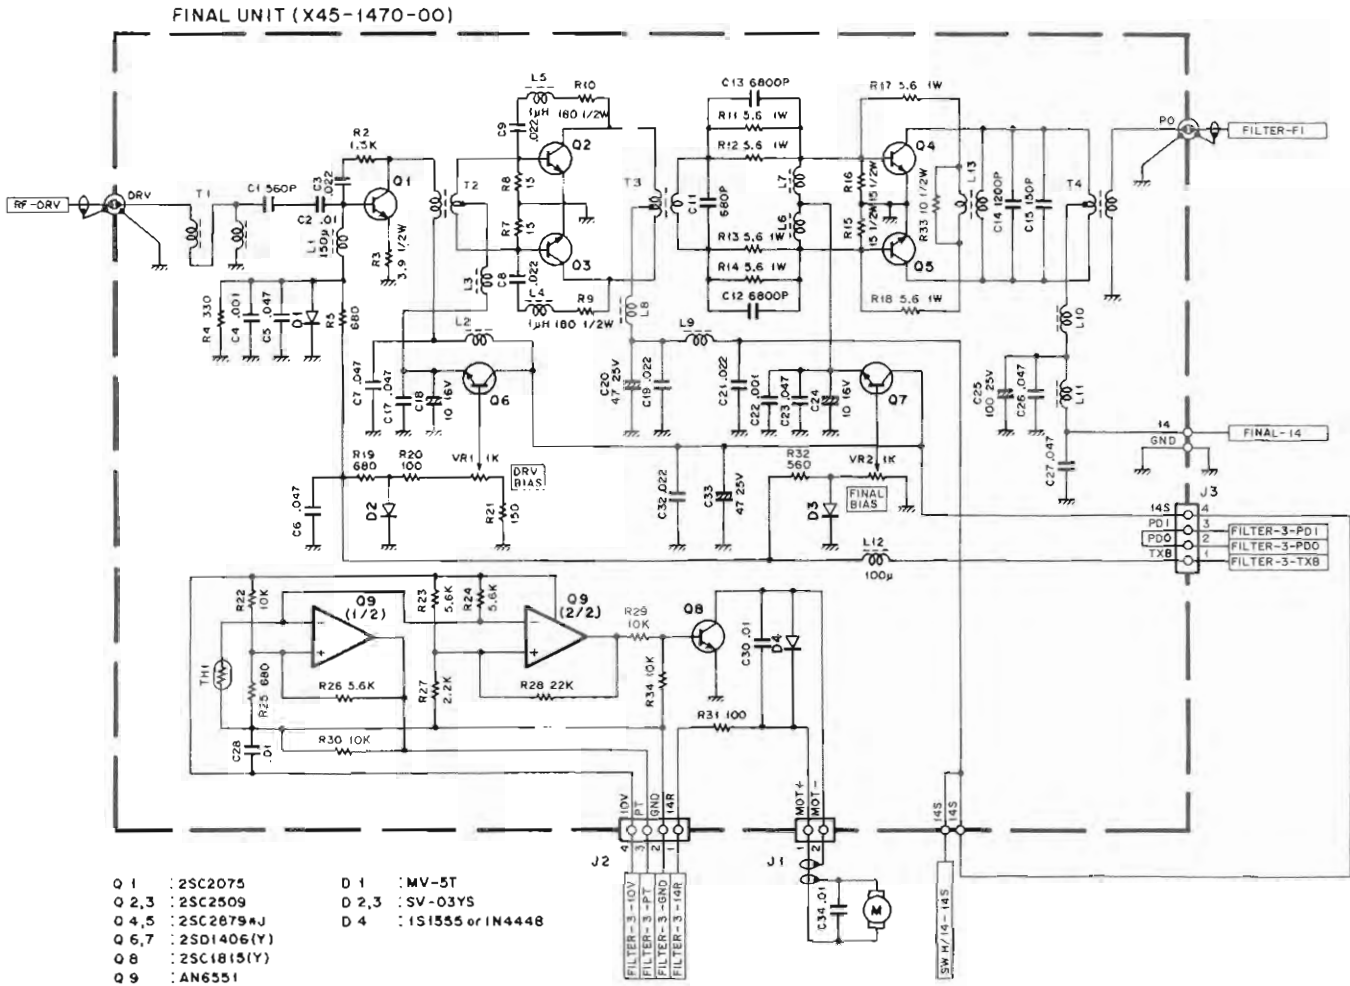 FINAL UNIT (X45-1470-00)
RF-DRV
DRV
T1
C1 560P
C2 .01
C3 .022
R2 1.5K
Q1
L1 150μ
R3 3.9 1/2W
R4 330
C4 .001
C5 .047
D1
R5 680
T2
L3
L2
C7 .047
C17 .047
C18 10 16V
Q6
L5 1μH
R10 180 1/2W
C9 .022
Q2
R8 15
R7 15
Q3
C8 .022
L4 1μH
R9 180 1/2W
T3
L8
L9
C20 47 25V
C19 .022
C21 .022
C22 .001
C23 .047
C24 10 16V
Q7
C13 6800P
R11 5.6 1W
R12 5.6 1W
C11 680P
R13 5.6 1W
R14 5.6 1W
C12 6800P
L7
L6
R17 5.6 1W
Q4
R16 15 1/2W
R15 15 1/2W
Q5
R18 5.6 1W
R33 10 1/2W
L13
C14 1200P
C15 150P
T4
PO
FILTER-F1
L10
L11
C25 100 25V
C26 .047
C27 .047
14
GND
FINAL-14
J3
14S 4
PD1 3 FILTER-3-PD1
PD0 2 FILTER-3-PD0
TXB 1 FILTER-3-TXB
R19 680
R20 100
VR1 1K
DRV BIAS
C6 .047
D2
R21 150
C32 .022
C33 47 25V
R32 560
VR2 1K
FINAL BIAS
D3
L12 100μ
R22 10K
Q9 (1/2)
R23 5.6K
R24 5.6K
Q9 (2/2)
R29 10K
Q8
TH1
R25 680
R26 5.6K
R27 2.2K
R28 22K
R34 10K
C30 .01
D4
R31 100
R30 10K
C28 .01
10V
PT
GND
14R
J2
4
3
2
1
FILTER-3-10V
FILTER-3-PT
FILTER-3-GND
FILTER-3-14R
MOT+
MOT-
J1
1
2
C34 .01
M
14S
14S
SW H/14-14S
Q 1 : 2SC2075
Q 2,3 : 2SC2509
Q 4,5 : 2SC2879*J
Q 6,7 : 2SD1406(Y)
Q 8 : 2SC1815(Y)
Q 9 : AN6551
D 1 : MV-5T
D 2,3 : SV-03YS
D 4 : 1S1555 or 1N4448